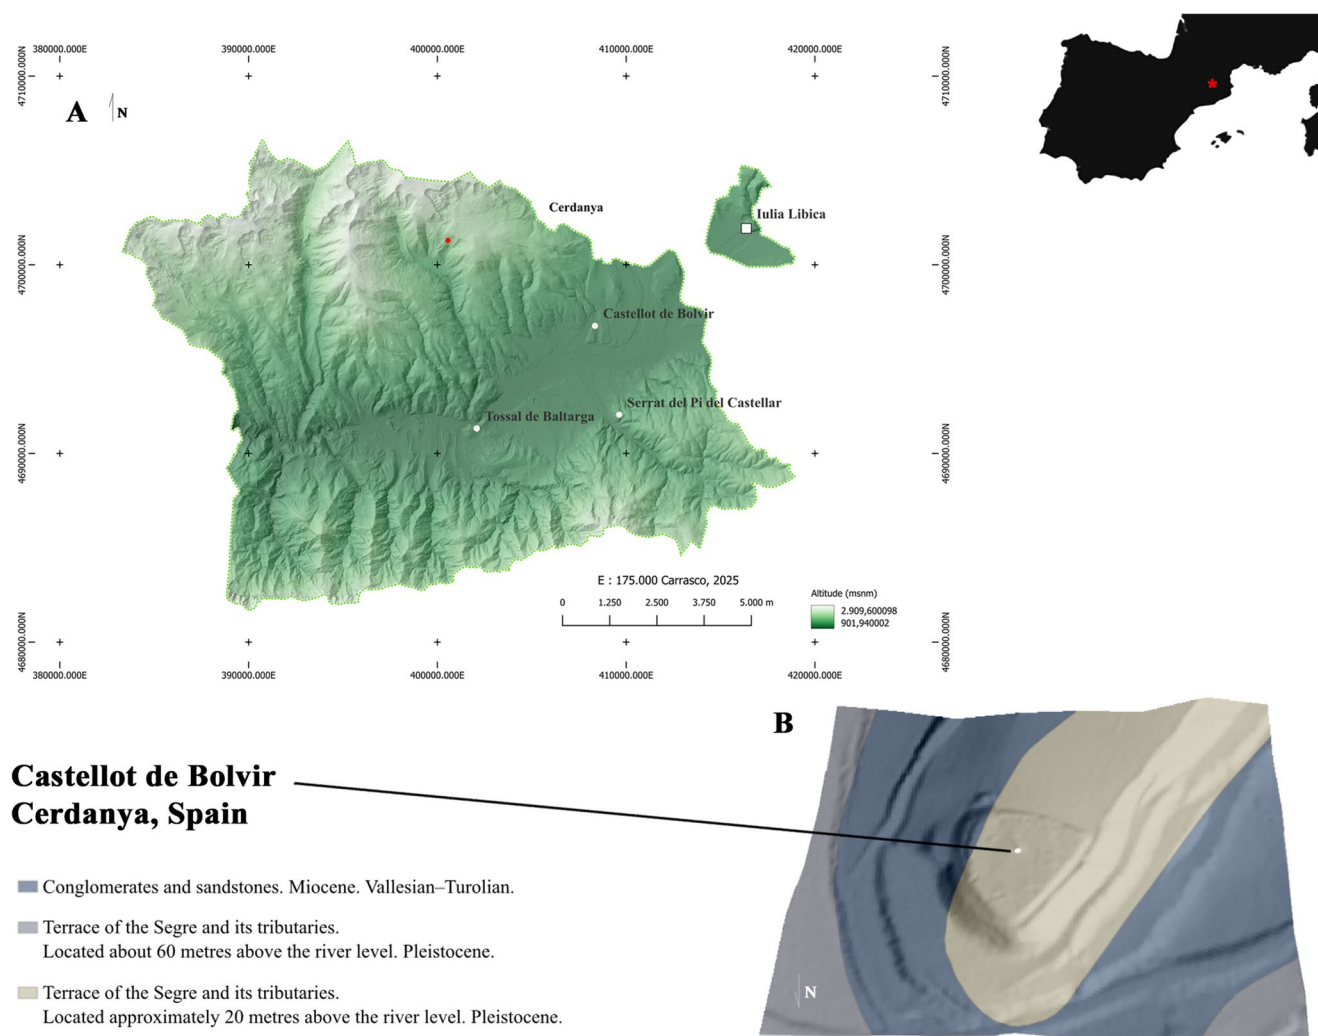 380000.000E 390000.000E 400000.000E 410000.000E 420000.000E
4710000.000N 4710000.000N
A N
*
Cerdanya
Iulia Libica
4700000.000N 4700000.000N
Castellot de Bolvir
Serrat del Pi del Castellar
Tossal de Baltarga
4690000.000N 4690000.000N
E : 175.000 Carrasco, 2025
Altitude (msnm)
0 1.250 2.500 3.750 5.000 m
2.909,600098
901,940002
4680000.000N 4680000.000N
380000.000E 390000.000E 400000.000E 410000.000E 420000.000E
B
Castellot de Bolvir
Cerdanya, Spain
Conglomerates and sandstones. Miocene. Vallesian–Turolian.
Terrace of the Segre and its tributaries.
Located about 60 metres above the river level. Pleistocene.
Terrace of the Segre and its tributaries.
Located approximately 20 metres above the river level. Pleistocene.
N